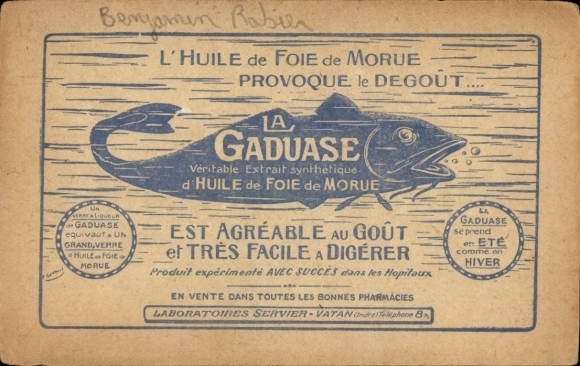 Benjamin Rabier
L'HUILE de FOIE de MORUE
PROVOQUE le DEGOÛT....
LA
GADUASE
Véritable Extrait synthétique
d'HUILE de FOIE de MORUE
UN
VERRE à LIQUEUR
de GADUASE
équivaut à UN
GRAND VERRE
d'HUILE de FOIE de
MORUE
LA
GADUASE
se prend
en ÉTÉ
comme en
HIVER
EST AGRÉABLE AU GOÛT
et TRÈS FACILE A DIGÉRER
Produit expérimenté AVEC SUCCÈS dans les Hopitaux
EN VENTE DANS TOUTES LES BONNES PHARMACIES
LABORATOIRES SERVIER - VATAN (Indre) Téléphone 8